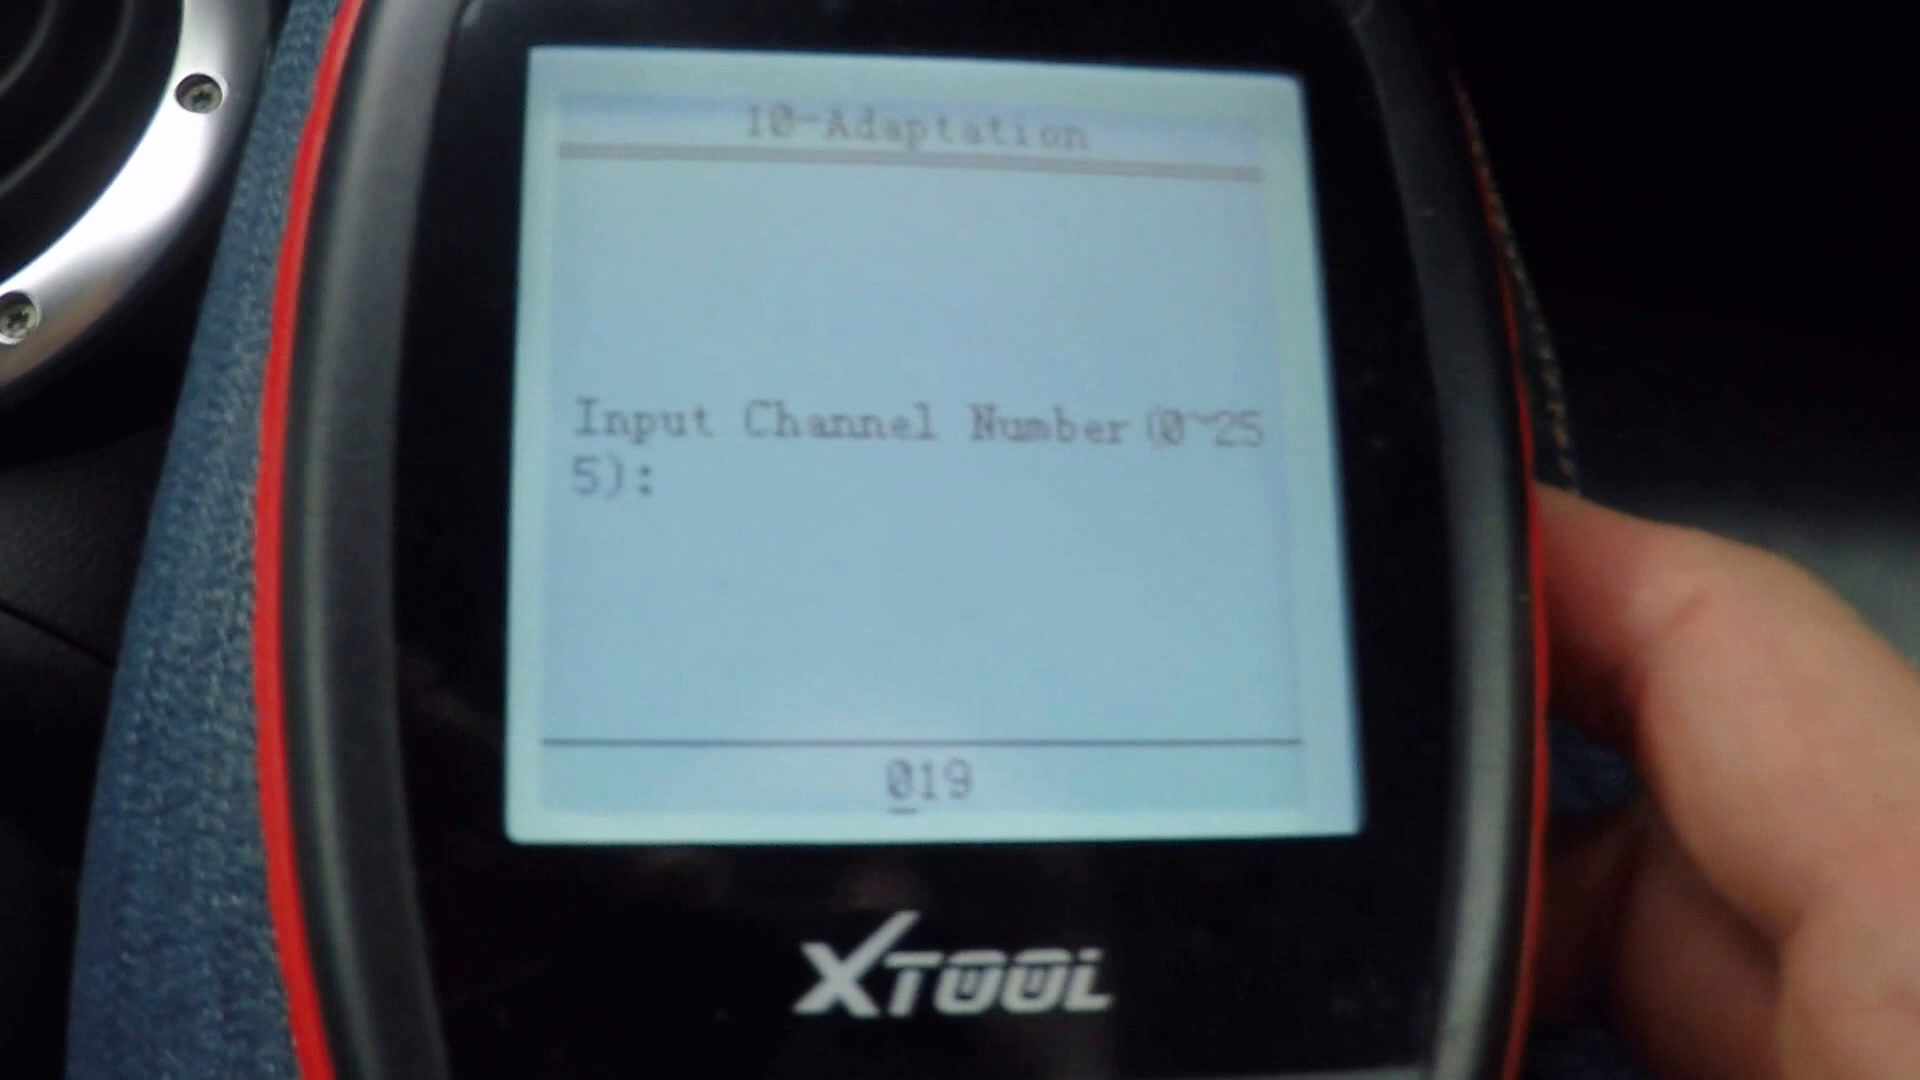 10-Adaptation
Input Channel Number(0~25
5):
019
XTOOL